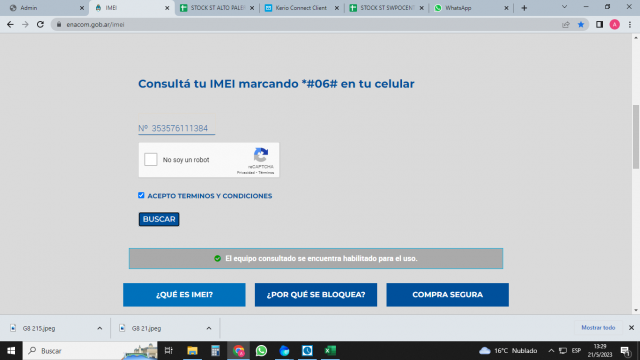 Admin
IMEI
STOCK ST ALTO PALER
Kerio Connect Client
STOCK ST SWPOCENT
WhatsApp
enacom.gob.ar/imei
A
Consultá tu IMEI marcando *#06# en tu celular
Nº 353576111384
No soy un robot
reCAPTCHA
Privacidad - Términos
ACEPTO TERMINOS Y CONDICIONES
BUSCAR
El equipo consultado se encuentra habilitado para el uso.
¿QUÉ ES IMEI?
¿POR QUÉ SE BLOQUEA?
COMPRA SEGURA
G8 215.jpeg
G8 21.jpeg
Mostrar todo
Buscar
16°C Nublado
ESP
13:29
21/5/2023